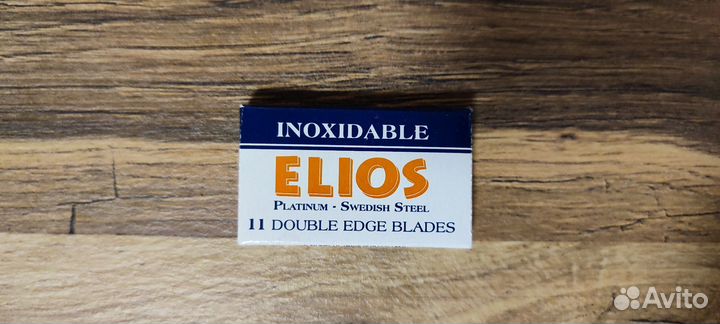 INOXIDABLE
ELIOS
PLATINUM - SWEDISH STEEL
11 DOUBLE EDGE BLADES
Avito